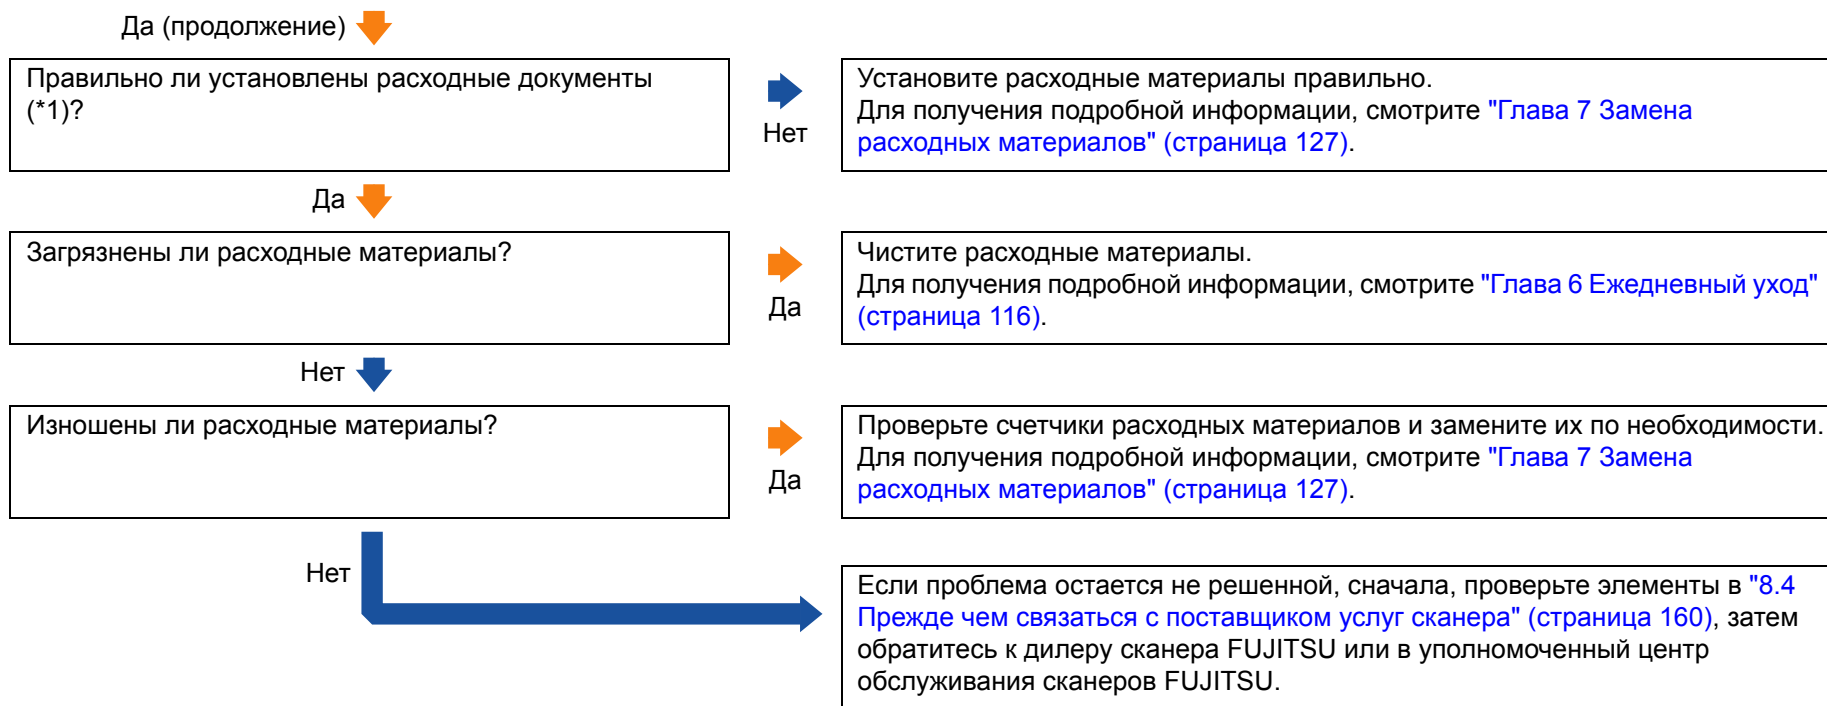 Да (продолжение)
Правильно ли установлены расходные документы
(*1)?
Нет
Установите расходные материалы правильно.
Для получения подробной информации, смотрите "Глава 7 Замена
расходных материалов" (страница 127).
Да
Загрязнены ли расходные материалы?
Да
Чистите расходные материалы.
Для получения подробной информации, смотрите "Глава 6 Ежедневный уход"
(страница 116).
Нет
Изношены ли расходные материалы?
Да
Проверьте счетчики расходных материалов и замените их по необходимости.
Для получения подробной информации, смотрите "Глава 7 Замена
расходных материалов" (страница 127).
Нет
Если проблема остается не решенной, сначала, проверьте элементы в "8.4
Прежде чем связаться с поставщиком услуг сканера" (страница 160), затем
обратитесь к дилеру сканера FUJITSU или в уполномоченный центр
обслуживания сканеров FUJITSU.